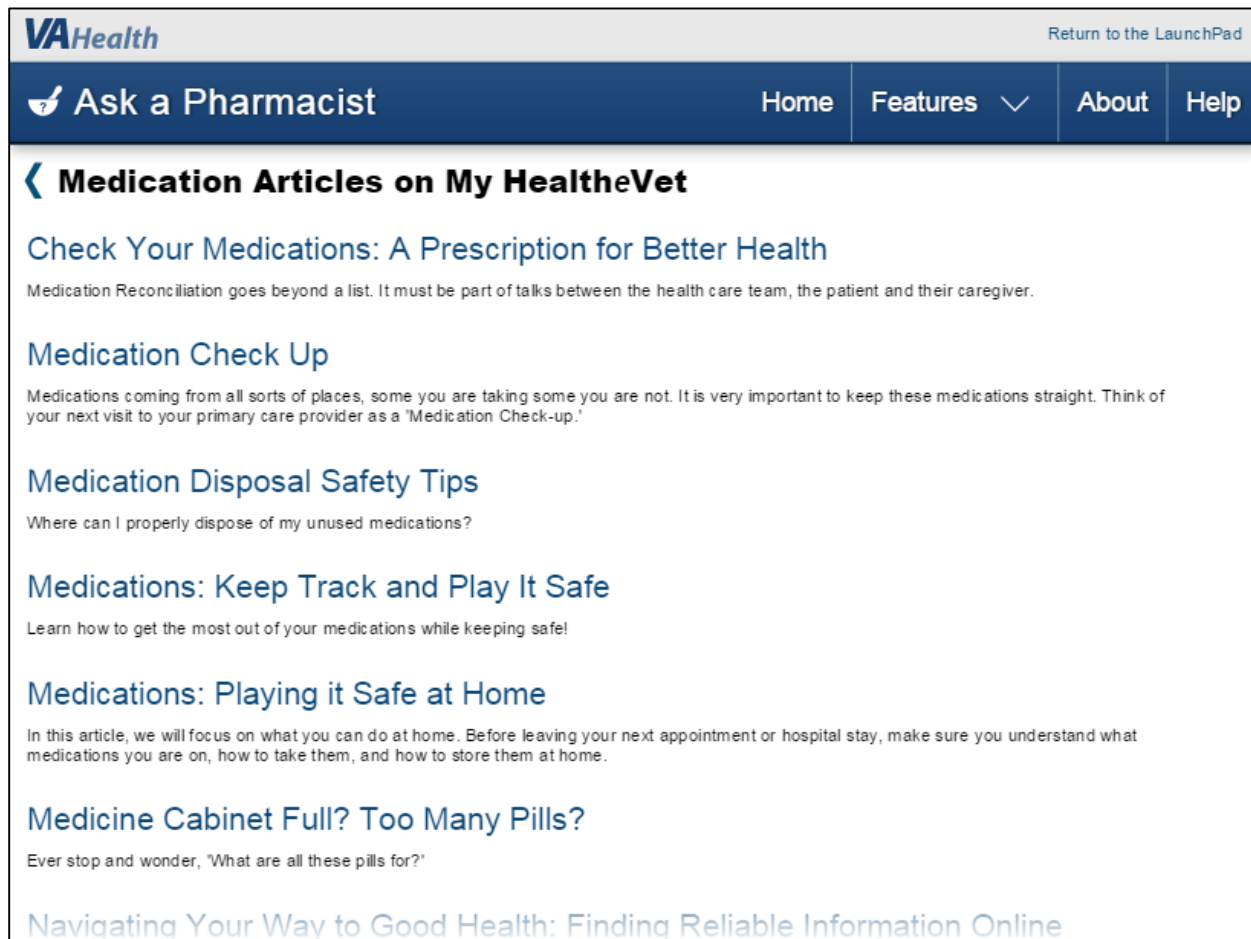 VA Health
Return to the LaunchPad
Ask a Pharmacist
Home
Features
About
Help
Medication Articles on My HealtheVet
Check Your Medications: A Prescription for Better Health
Medication Reconciliation goes beyond a list. It must be part of talks between the health care team, the patient and their caregiver.
Medication Check Up
Medications coming from all sorts of places, some you are taking some you are not. It is very important to keep these medications straight. Think of
your next visit to your primary care provider as a 'Medication Check-up.'
Medication Disposal Safety Tips
Where can I properly dispose of my unused medications?
Medications: Keep Track and Play It Safe
Learn how to get the most out of your medications while keeping safe!
Medications: Playing it Safe at Home
In this article, we will focus on what you can do at home. Before leaving your next appointment or hospital stay, make sure you understand what
medications you are on, how to take them, and how to store them at home.
Medicine Cabinet Full? Too Many Pills?
Ever stop and wonder, 'What are all these pills for?'
Navigating Your Way to Good Health: Finding Reliable Information Online